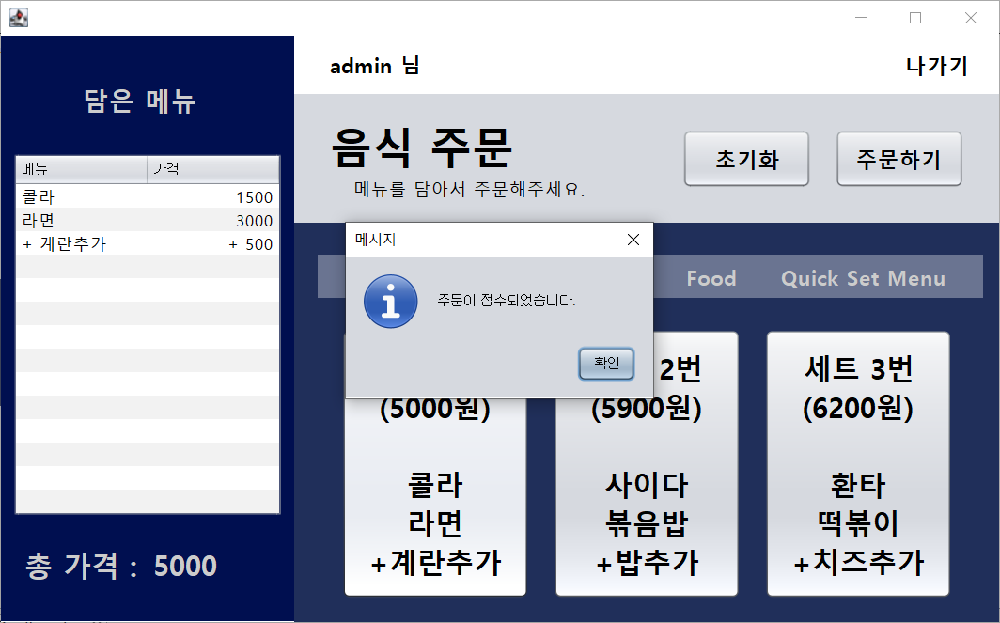 담은 메뉴
메뉴 가격
콜라 1500
라면 3000
+ 계란추가 + 500
총 가격 : 5000
admin 님
나가기
음식 주문
메뉴를 담아서 주문해주세요.
초기화
주문하기
Food
Quick Set Menu
메시지
주문이 접수되었습니다.
확인
(5000원)
콜라
라면
+계란추가
2번
(5900원)
사이다
볶음밥
+밥추가
세트 3번
(6200원)
환타
떡볶이
+치즈추가